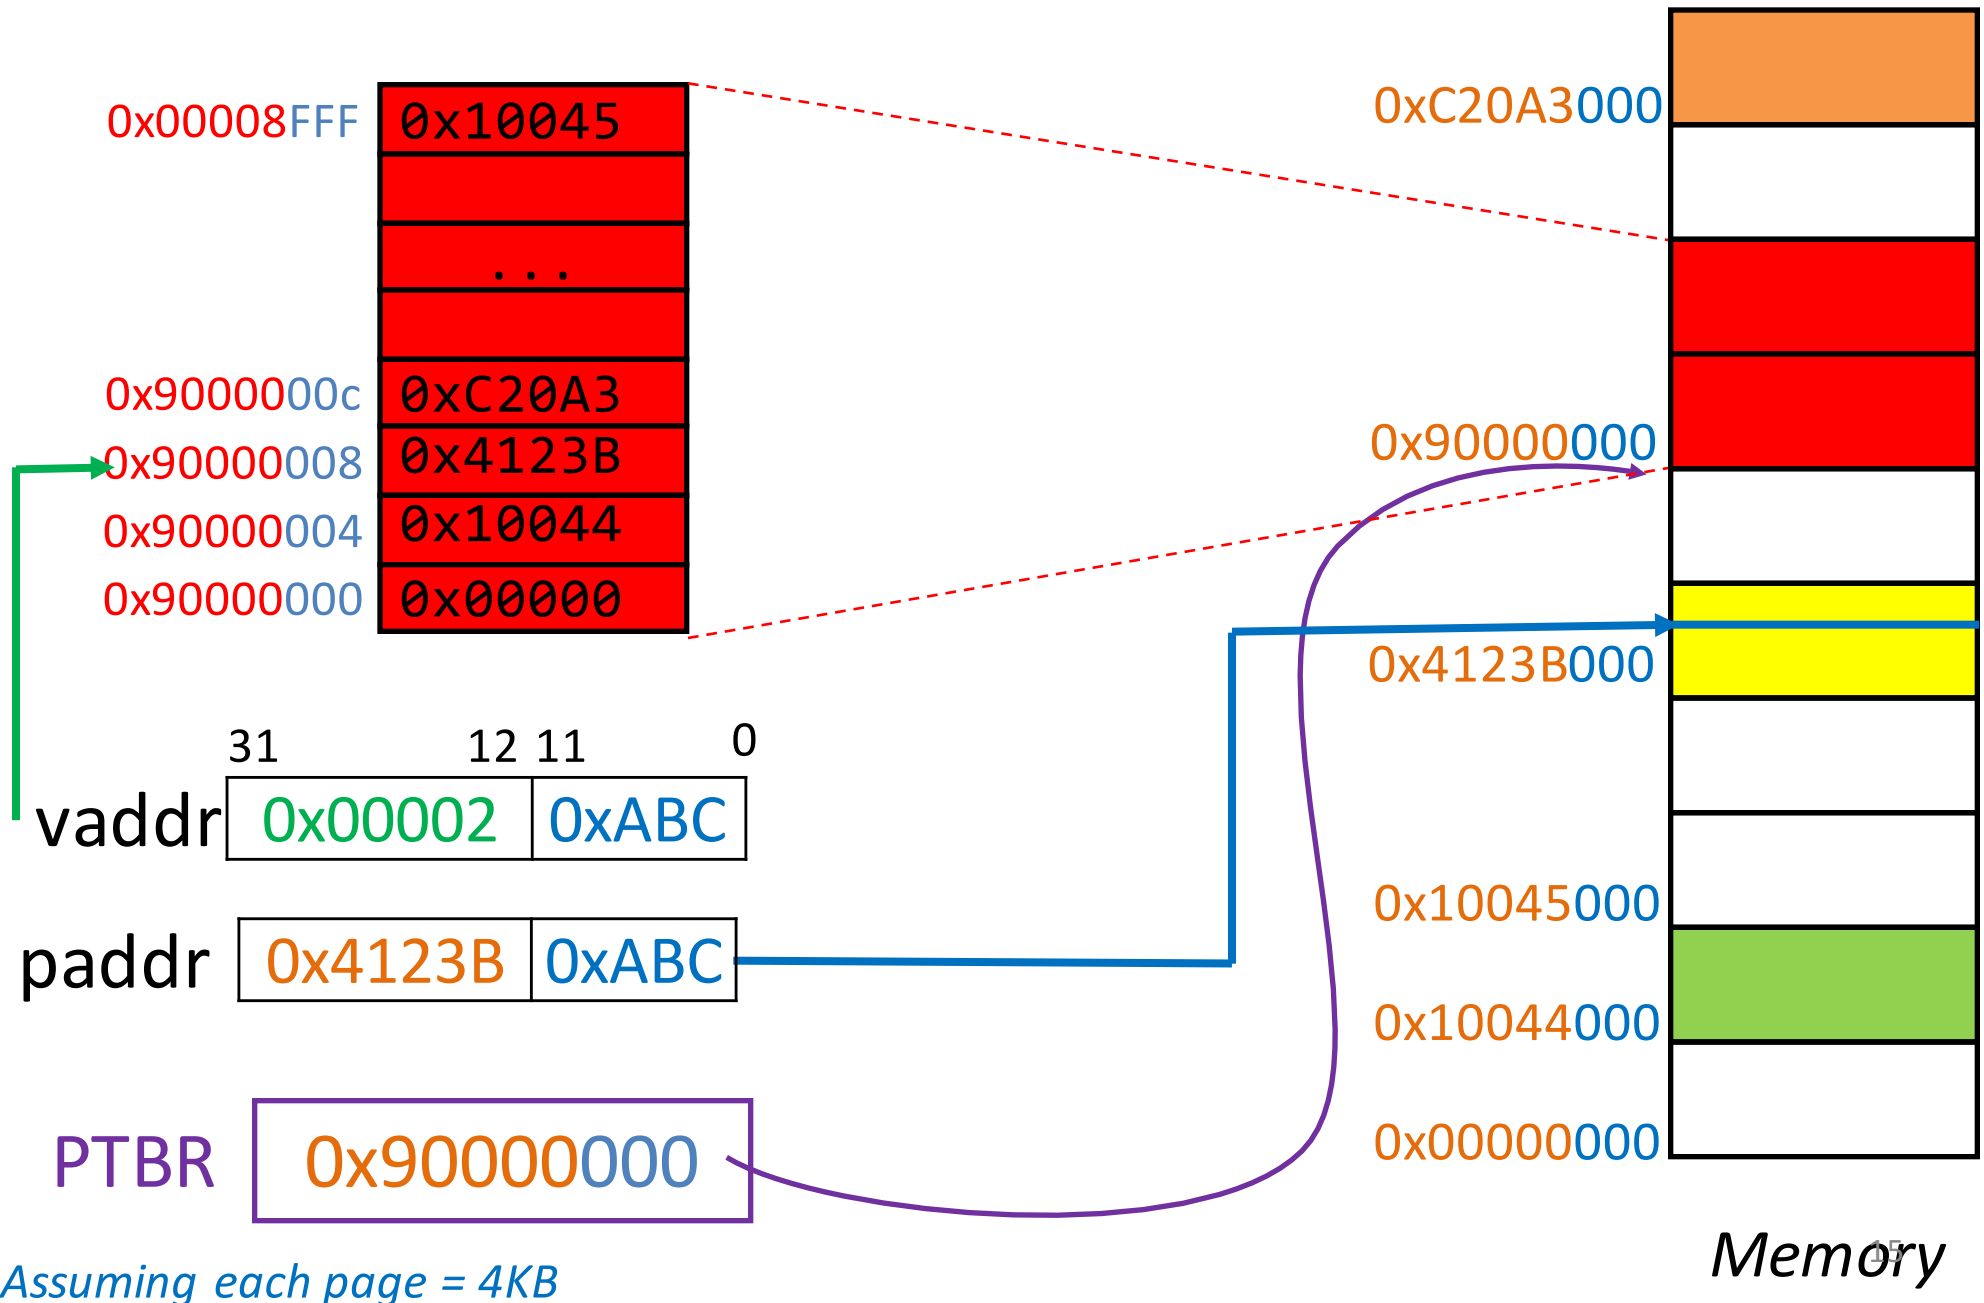 0x00008FFF 0x10045
...
0x9000000c 0xC20A3
0x90000008 0x4123B
0x90000004 0x10044
0x90000000 0x00000
31 12 11 0
vaddr 0x00002 0xABC
paddr 0x4123B 0xABC
PTBR 0x90000000
Assuming each page = 4KB
0xC20A3000
0x90000000
0x4123B000
0x10045000
0x10044000
0x00000000
Memory
15